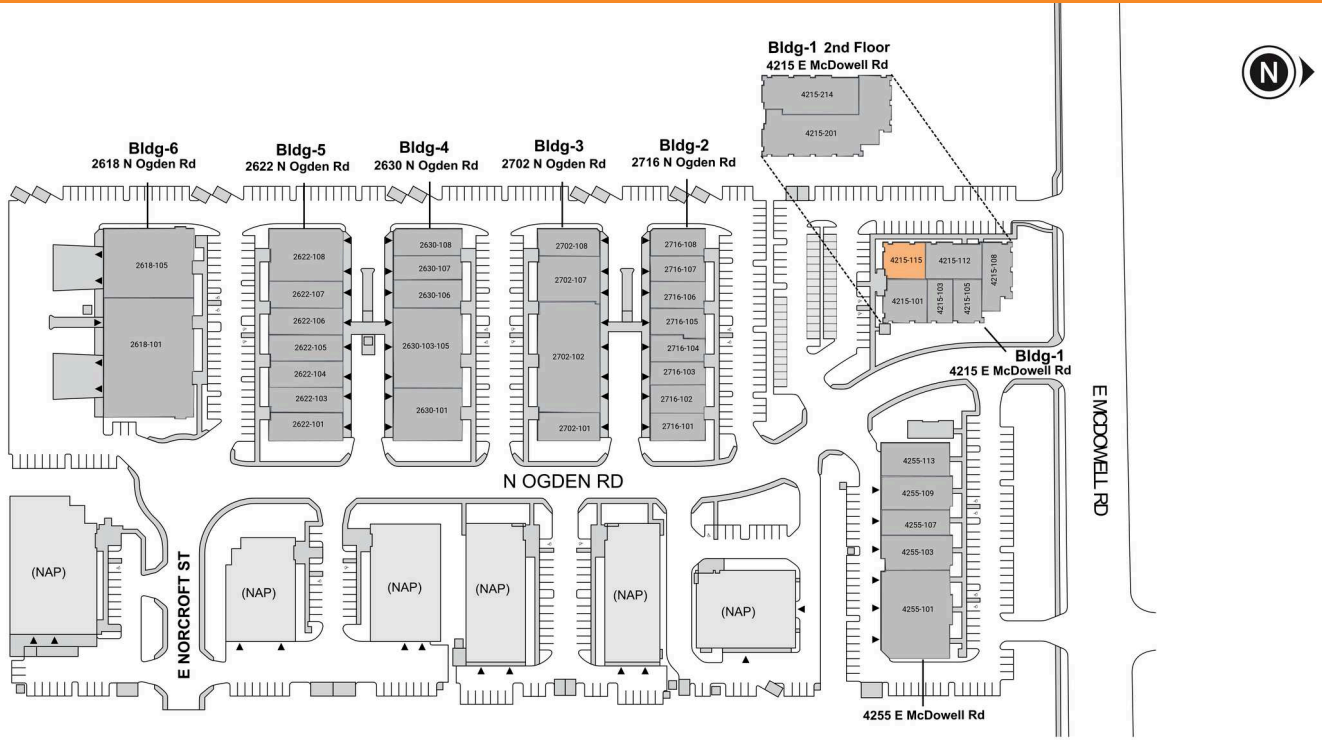 N
Bldg-1 2nd Floor
4215 E McDowell Rd
4215-214
4215-201
Bldg-6
2618 N Ogden Rd
Bldg-5
2622 N Ogden Rd
Bldg-4
2630 N Ogden Rd
Bldg-3
2702 N Ogden Rd
Bldg-2
2716 N Ogden Rd
2618-105
2618-101
2622-108
2622-107
2622-106
2622-105
2622-104
2622-103
2622-101
2630-108
2630-107
2630-106
2630-103-105
2630-101
2702-108
2702-107
2702-102
2702-101
2716-108
2716-107
2716-106
2716-105
2716-104
2716-103
2716-102
2716-101
4215-115
4215-112
4215-108
4215-101
4215-103
4215-105
Bldg-1
4215 E McDowell Rd
E MCDOWELL RD
N OGDEN RD
4255-113
4255-109
4255-107
4255-103
4255-101
4255 E McDowell Rd
E NORCROFT ST
(NAP)
(NAP)
(NAP)
(NAP)
(NAP)
(NAP)